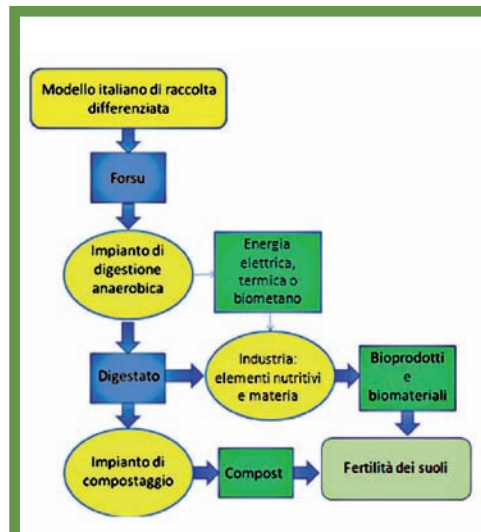 Modello italiano di raccolta
differenziata
Forsu
Impianto di
digestione
anaerobica
Energia
elettrica,
termica o
biometano
Digestato
Industria:
elementi nutritivi
e materia
Bioprodotti
e
biomateriali
Impianto di
compostaggio
Compost
Fertilità dei suoli